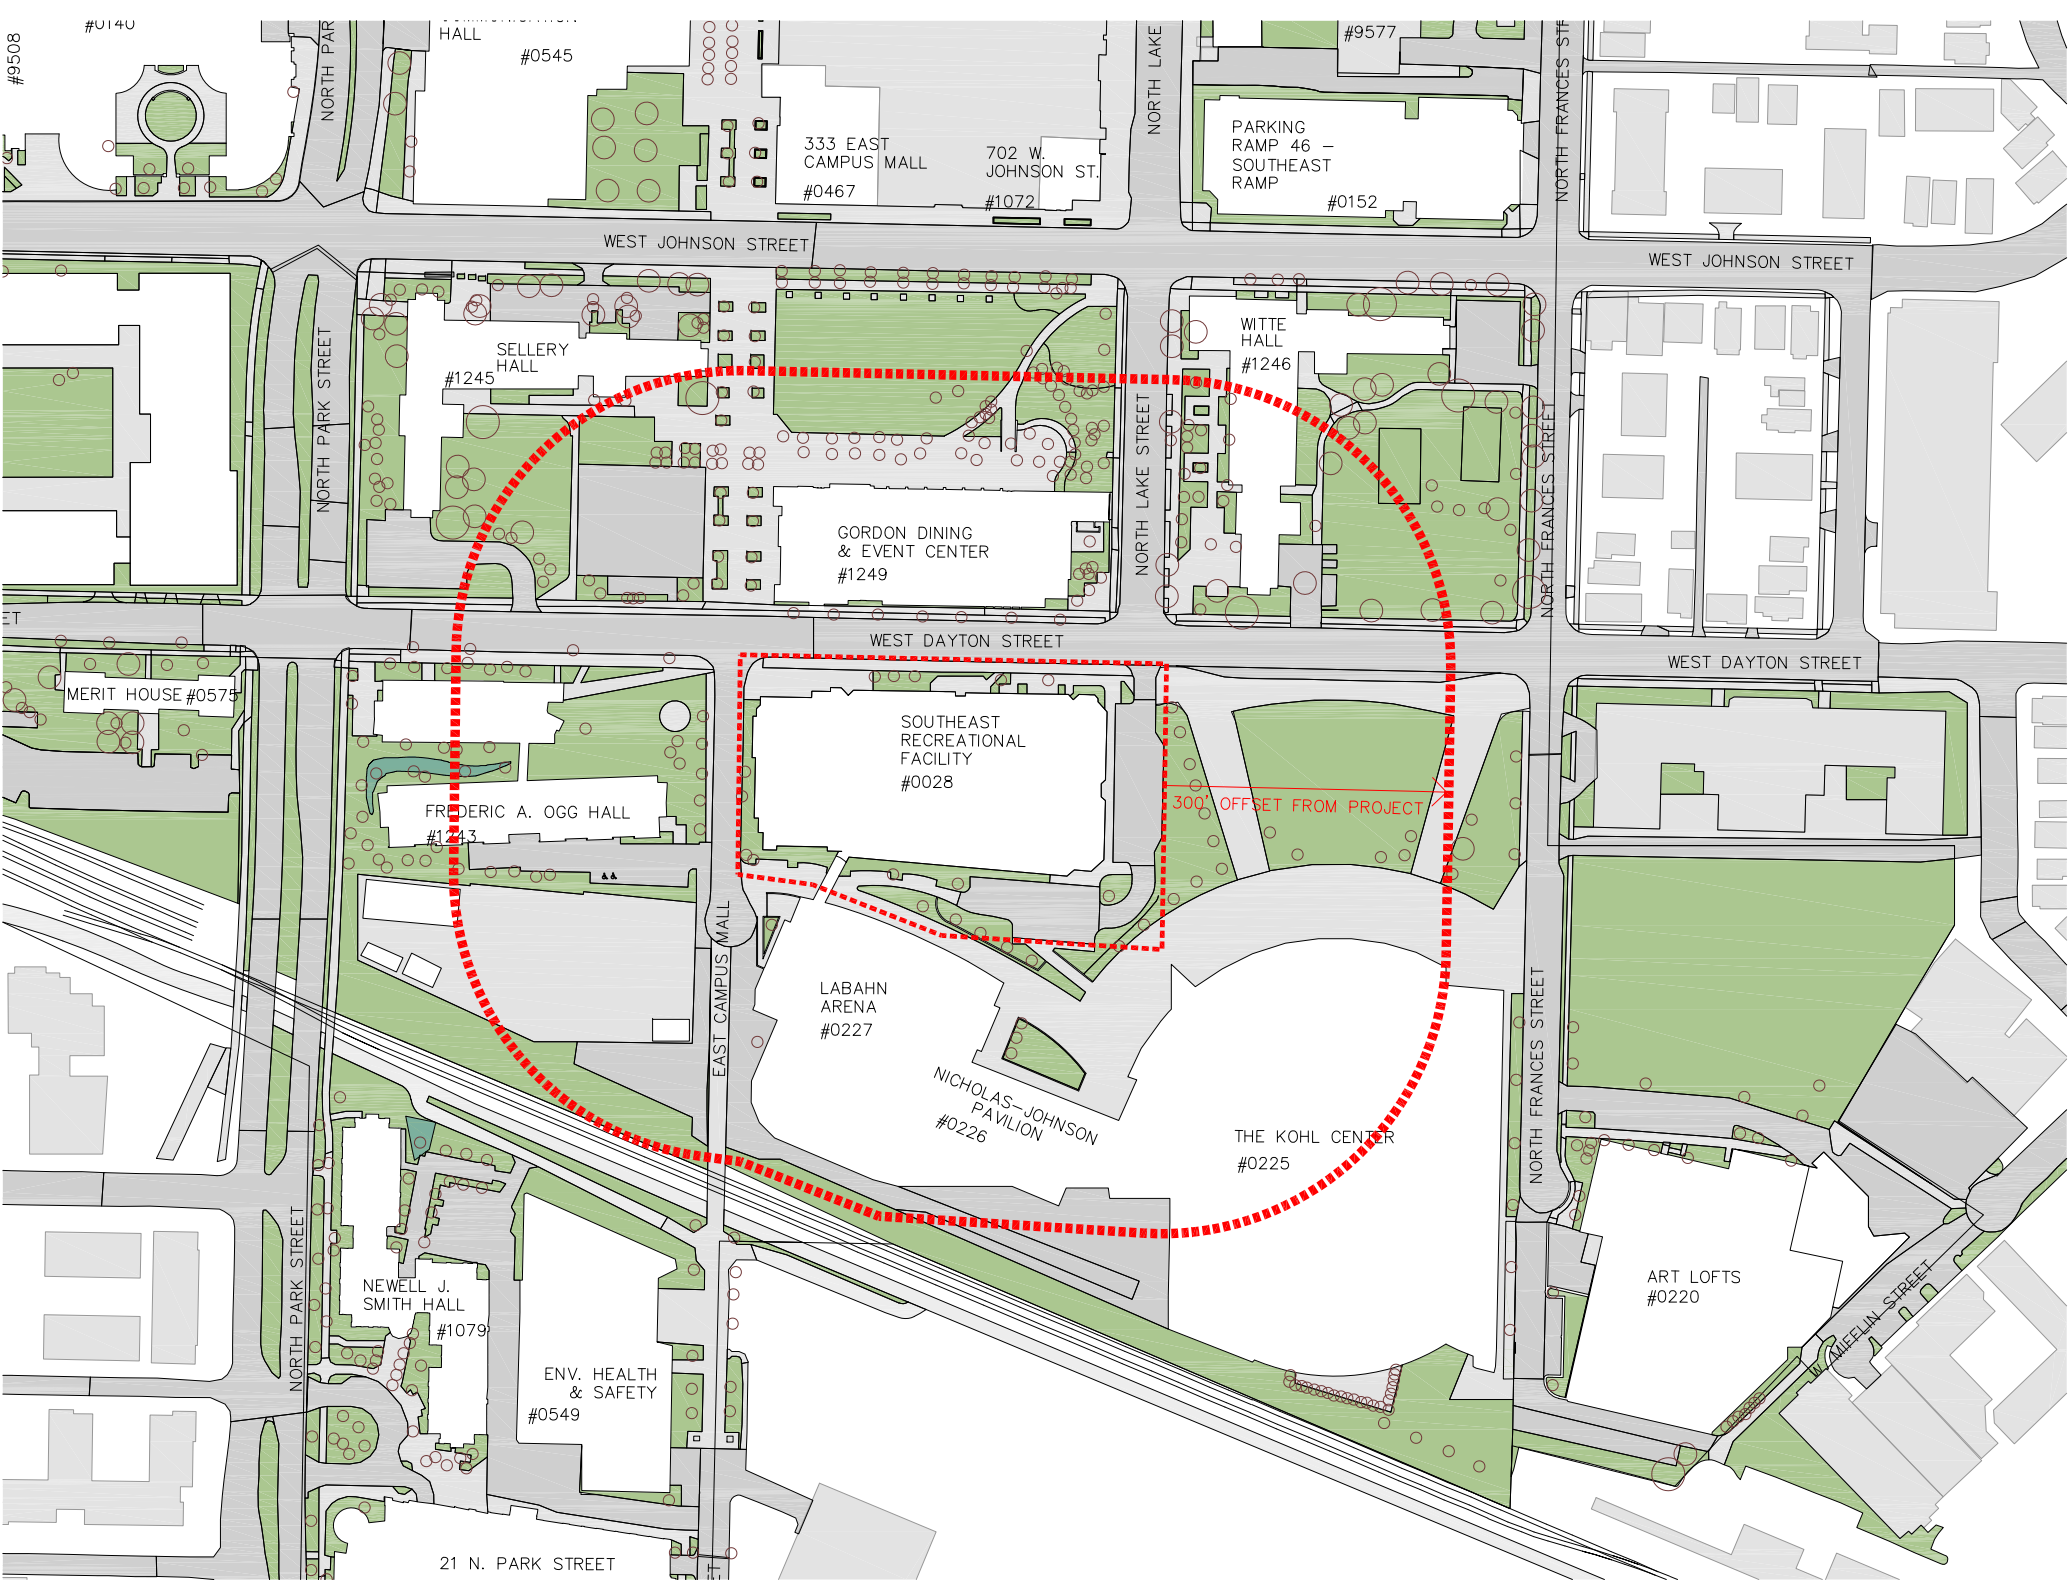 #0140
#9508
NORTH PAR
HALL
#0545
NORTH LAKE
#9577
NORTH FRANCES STR
333 EAST
CAMPUS MALL
#0467
702 W.
JOHNSON ST.
#1072
PARKING
RAMP 46 –
SOUTHEAST
RAMP
#0152
WEST JOHNSON STREET
WEST JOHNSON STREET
NORTH PARK STREET
SELLERY
HALL
#1245
WITTE
HALL
#1246
NORTH LAKE STREET
NORTH FRANCES STREET
GORDON DINING
& EVENT CENTER
#1249
ET
WEST DAYTON STREET
WEST DAYTON STREET
MERIT HOUSE #0575
SOUTHEAST
RECREATIONAL
FACILITY
#0028
300' OFFSET FROM PROJECT
FREDERIC A. OGG HALL
#1243
EAST CAMPUS MALL
LABAHN
ARENA
#0227
NICHOLAS–JOHNSON
PAVILION
#0226
THE KOHL CENTER
#0225
NORTH FRANCES STREET
NORTH PARK STREET
NEWELL J.
SMITH HALL
#1079
ART LOFTS
#0220
W. MIFFLIN STREET
ENV. HEALTH
& SAFETY
#0549
21 N. PARK STREET
ET